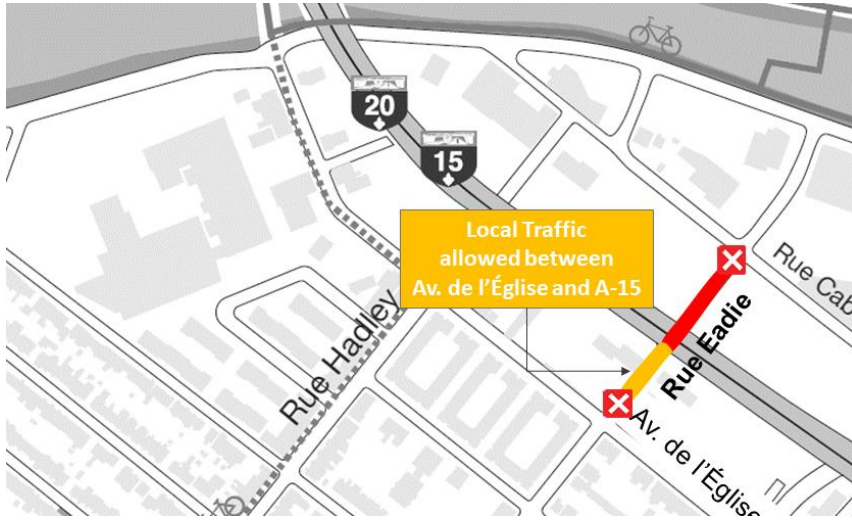 20
15
Local Traffic
allowed between
Av. de l'Église and A-15
Rue Cab
Rue Hadley
Rue Eadie
Av. de l'Église